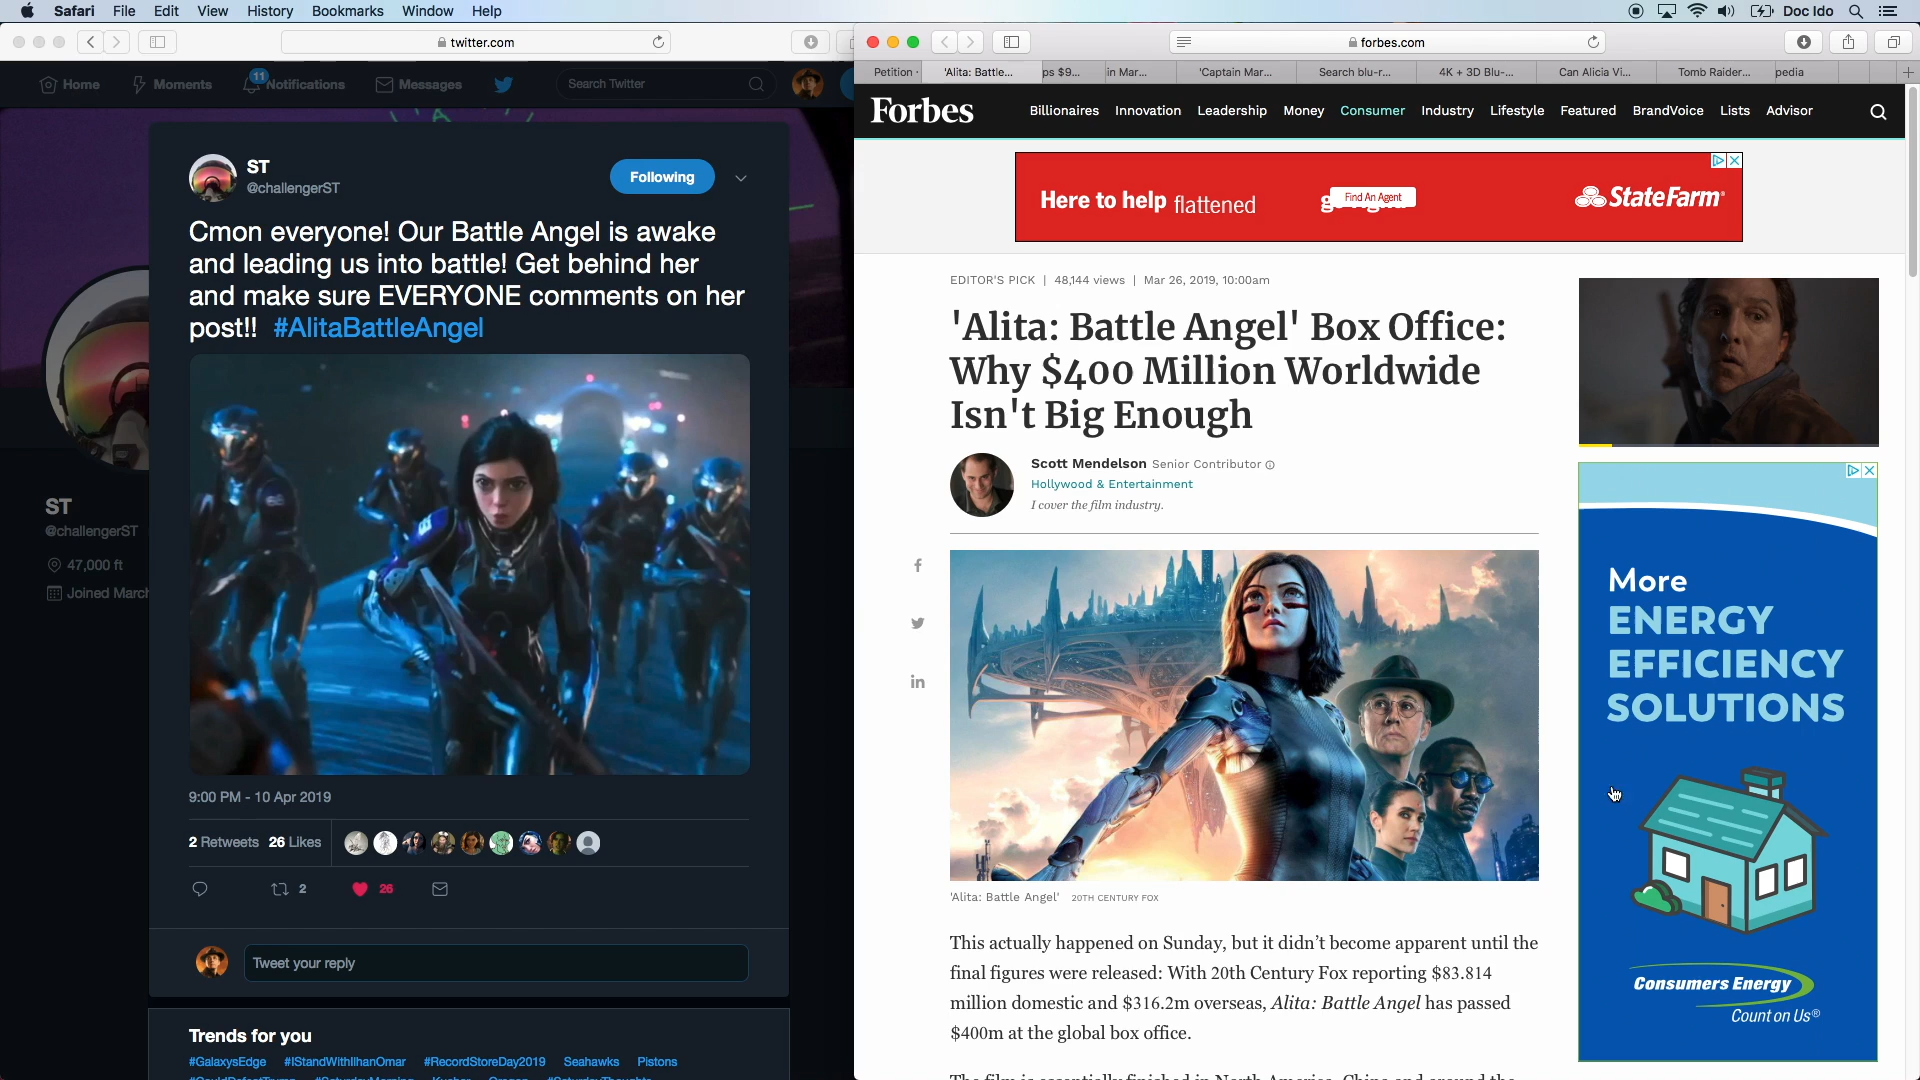 Safari File Edit View History Bookmarks Window Help
Doc Ido
twitter.com
forbes.com
Home
Moments
11
Notifications
Messages
Search Twitter
Petition
'Alita: Battle...
ps $9...
in Mar...
'Captain Mar...
Search blu-r...
4K + 3D Blu-...
Can Alicia Vi...
Tomb Raider...
pedia
ST
@challengerST
Following
Cmon everyone! Our Battle Angel is awake
and leading us into battle! Get behind her
and make sure EVERYONE comments on her
post!! #AlitaBattleAngel
ST
@challengerST
47,000 ft
Joined March
9:00 PM - 10 Apr 2019
2 Retweets 26 Likes
2
26
Tweet your reply
Trends for you
#GalaxysEdge #IStandWithIlhanOmar #RecordStoreDay2019 Seahawks Pistons
Forbes
Billionaires Innovation Leadership Money Consumer Industry Lifestyle Featured BrandVoice Lists Advisor
Here to help flattened
Find An Agent
StateFarm
EDITOR'S PICK | 48,144 views | Mar 26, 2019, 10:00am
'Alita: Battle Angel' Box Office:
Why $400 Million Worldwide
Isn't Big Enough
Scott Mendelson Senior Contributor
Hollywood & Entertainment
I cover the film industry.
'Alita: Battle Angel' 20TH CENTURY FOX
This actually happened on Sunday, but it didn't become apparent until the
final figures were released: With 20th Century Fox reporting $83.814
million domestic and $316.2m overseas, Alita: Battle Angel has passed
$400m at the global box office.
More
ENERGY
EFFICIENCY
SOLUTIONS
Consumers Energy
Count on Us®